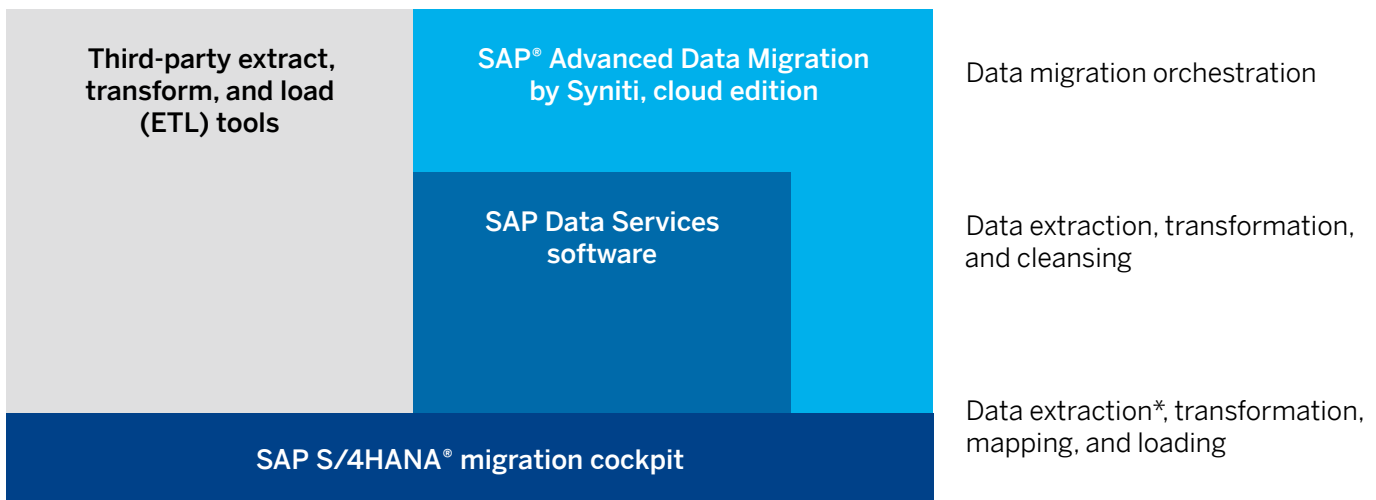 Third-party extract,
transform, and load
(ETL) tools
SAP® Advanced Data Migration
by Syniti, cloud edition
Data migration orchestration
SAP Data Services
software
Data extraction, transformation,
and cleansing
SAP S/4HANA® migration cockpit
Data extraction*, transformation,
mapping, and loading